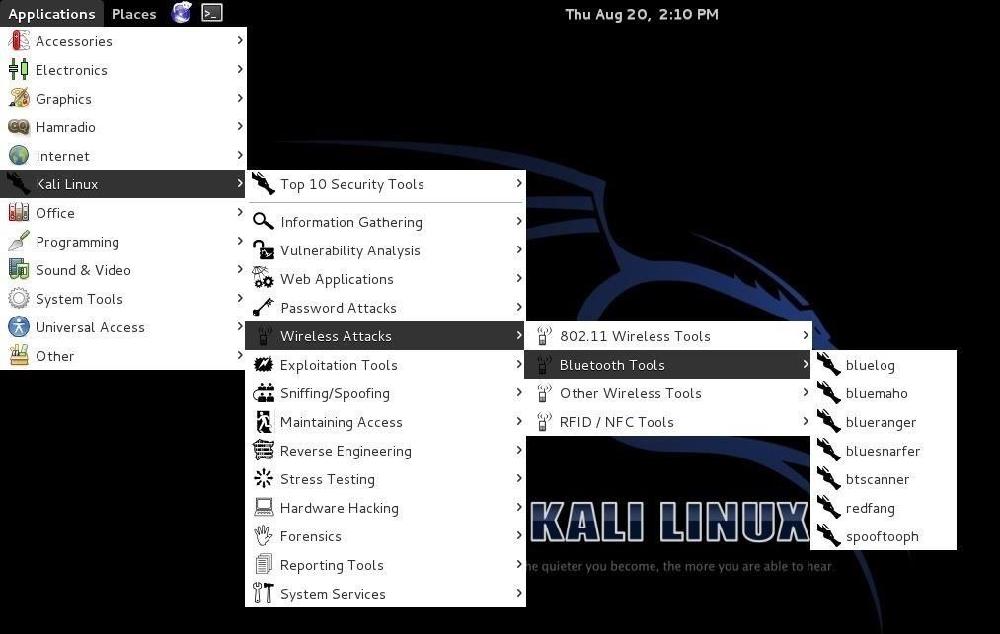 Applications Places Thu Aug 20, 2:10 PM
Accessories
Electronics
Graphics
Hamradio
Internet
Kali Linux
Office
Programming
Sound & Video
System Tools
Universal Access
Other
Top 10 Security Tools
Information Gathering
Vulnerability Analysis
Web Applications
Password Attacks
Wireless Attacks
Exploitation Tools
Sniffing/Spoofing
Maintaining Access
Reverse Engineering
Stress Testing
Hardware Hacking
Forensics
Reporting Tools
System Services
802.11 Wireless Tools
Bluetooth Tools
Other Wireless Tools
RFID / NFC Tools
bluelog
bluemaho
blueranger
bluesnarfer
btscanner
redfang
spooftooph
KALI LINUX
he quieter you become, the more you are able to hear.